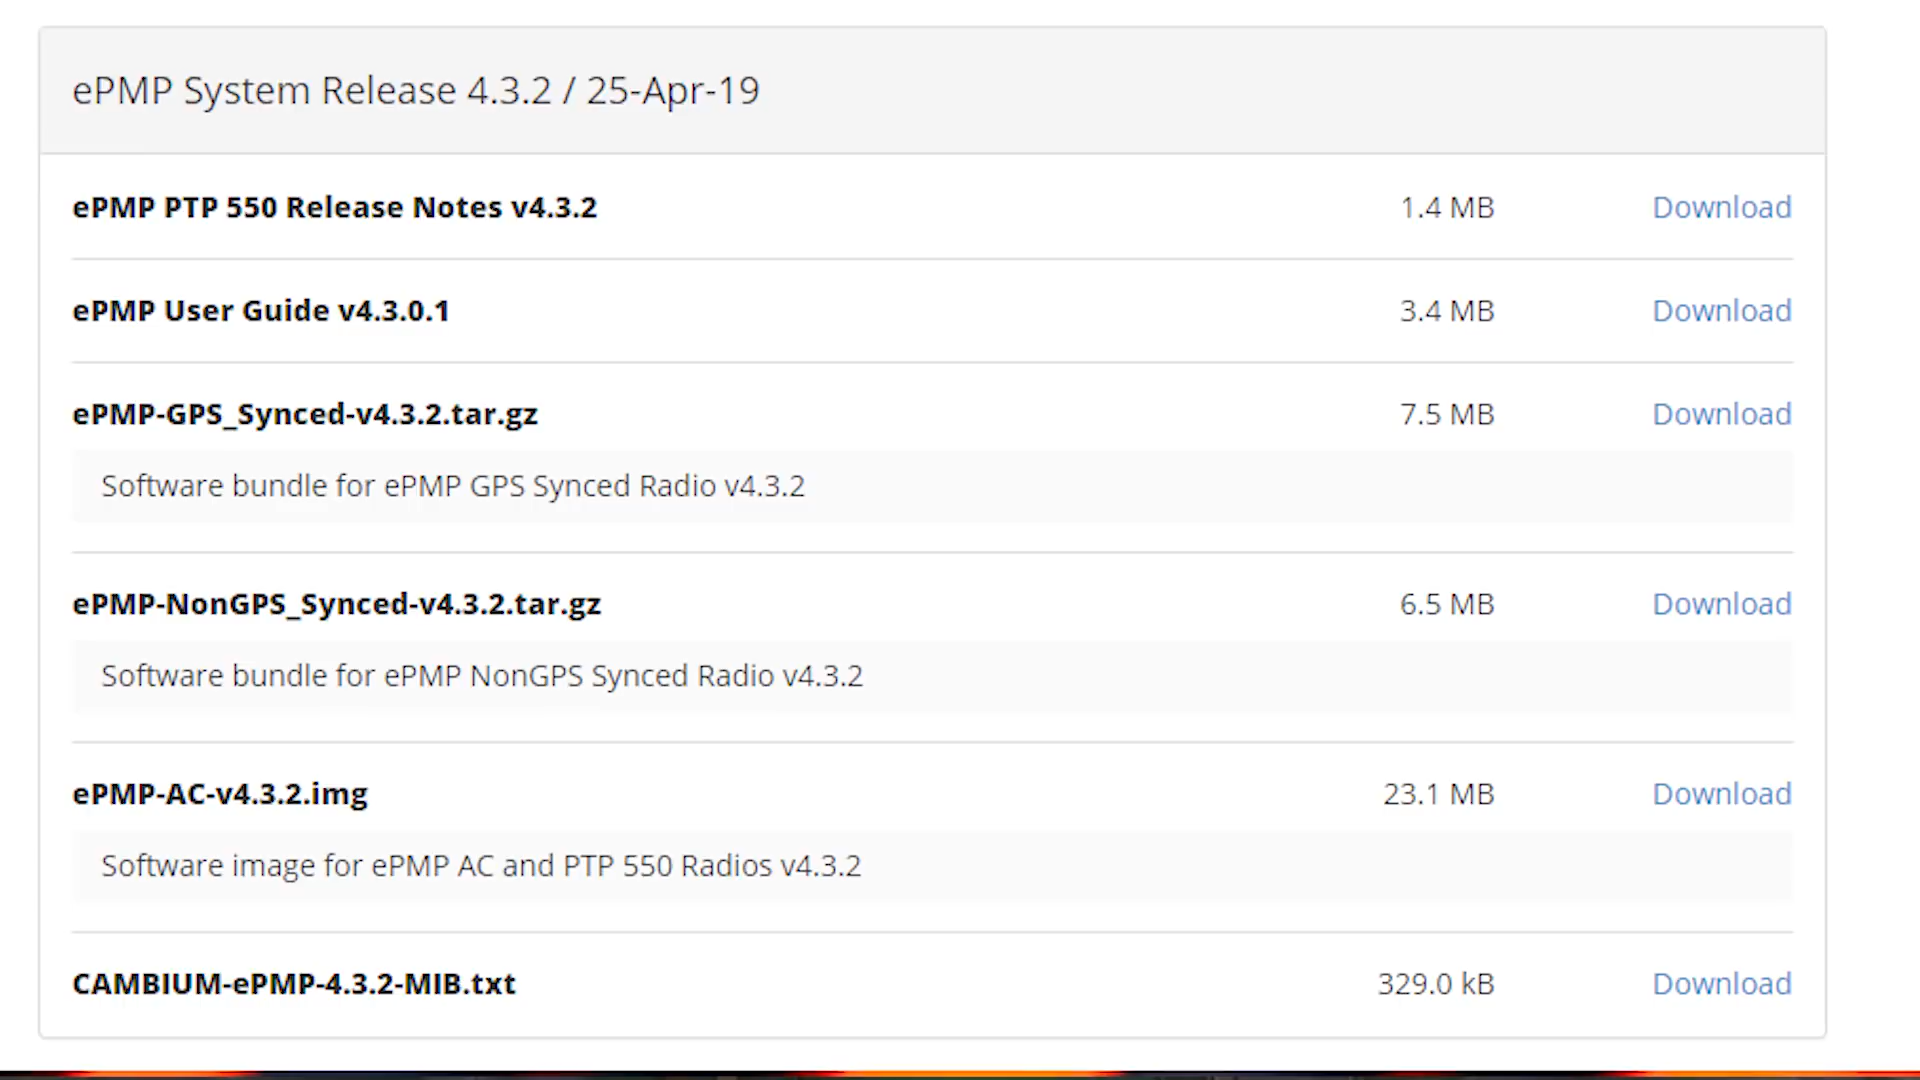 ePMP System Release 4.3.2 / 25-Apr-19
ePMP PTP 550 Release Notes v4.3.2 1.4 MB Download
ePMP User Guide v4.3.0.1 3.4 MB Download
ePMP-GPS_Synced-v4.3.2.tar.gz 7.5 MB Download
Software bundle for ePMP GPS Synced Radio v4.3.2
ePMP-NonGPS_Synced-v4.3.2.tar.gz 6.5 MB Download
Software bundle for ePMP NonGPS Synced Radio v4.3.2
ePMP-AC-v4.3.2.img 23.1 MB Download
Software image for ePMP AC and PTP 550 Radios v4.3.2
CAMBIUM-ePMP-4.3.2-MIB.txt 329.0 kB Download